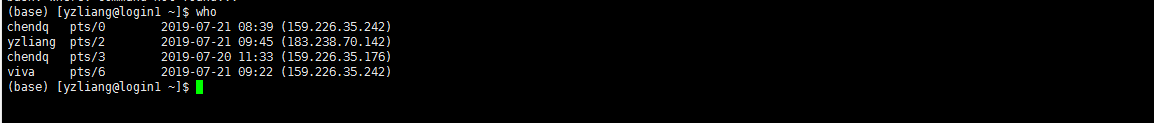 (base) [yzliang@login1 ~]$ who
chendq   pts/0        2019-07-21 08:39 (159.226.35.242)
yzliang  pts/2        2019-07-21 09:45 (183.238.70.142)
chendq   pts/3        2019-07-20 11:33 (159.226.35.176)
viva     pts/6        2019-07-21 09:22 (159.226.35.242)
(base) [yzliang@login1 ~]$